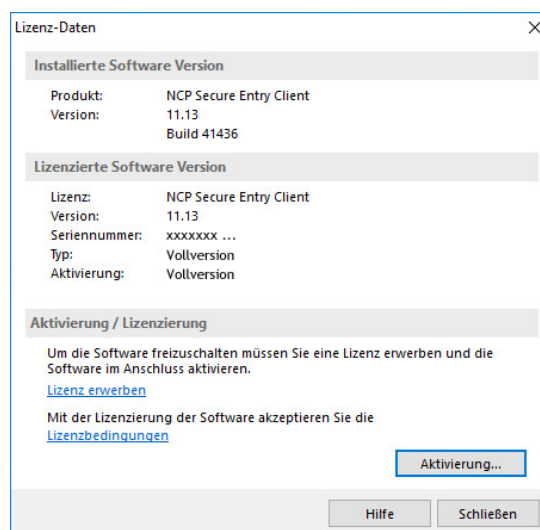 Lizenz-Daten
Installierte Software Version
Produkt: NCP Secure Entry Client
Version: 11.13
Build 41436
Lizenzierte Software Version
Lizenz: NCP Secure Entry Client
Version: 11.13
Seriennummer: xxxxxxx ...
Typ: Vollversion
Aktivierung: Vollversion
Aktivierung / Lizenzierung
Um die Software freizuschalten müssen Sie eine Lizenz erwerben und die
Software im Anschluss aktivieren.
Lizenz erwerben
Mit der Lizenzierung der Software akzeptieren Sie die
Lizenzbedingungen
Aktivierung...
Hilfe Schließen